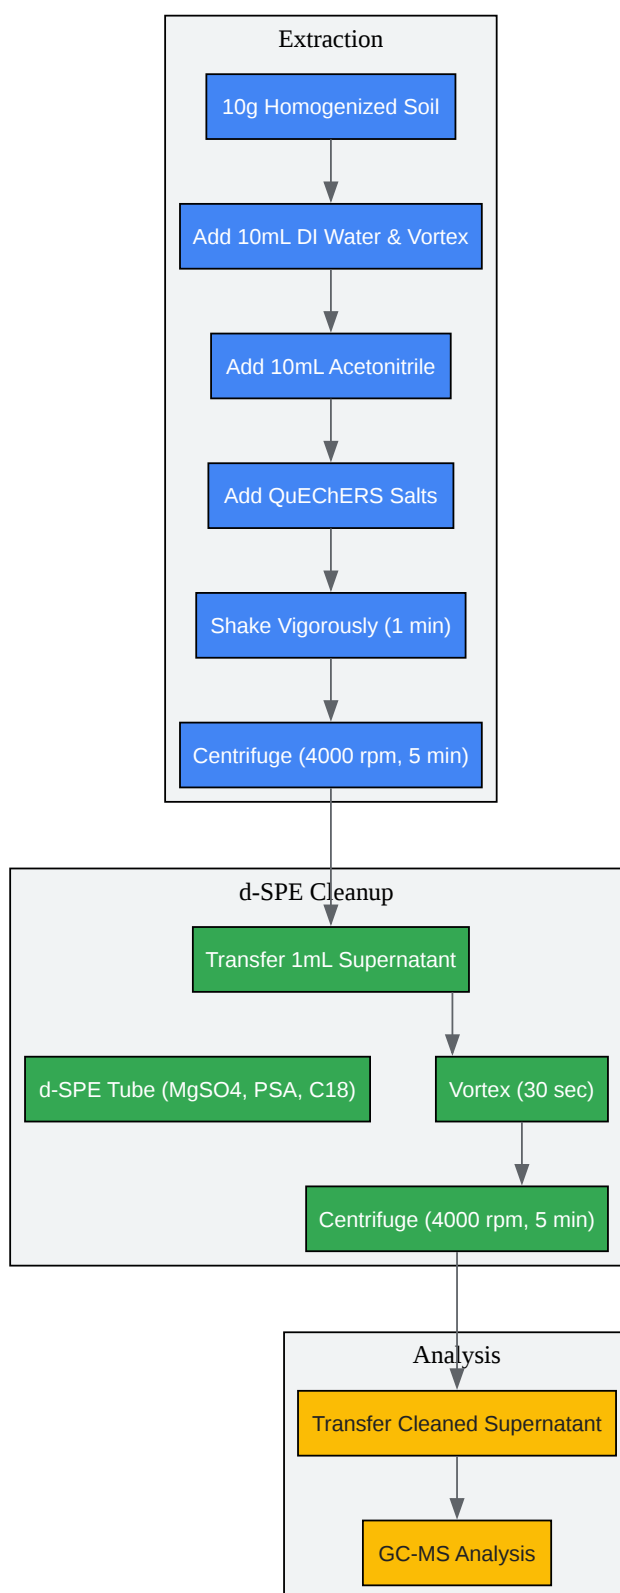 Extraction
10g Homogenized Soil
Add 10mL DI Water & Vortex
Add 10mL Acetonitrile
Add QuEChERS Salts
Shake Vigorously (1 min)
Centrifuge (4000 rpm, 5 min)
d-SPE Cleanup
Transfer 1mL Supernatant
d-SPE Tube (MgSO4, PSA, C18)
Vortex (30 sec)
Centrifuge (4000 rpm, 5 min)
Analysis
Transfer Cleaned Supernatant
GC-MS Analysis